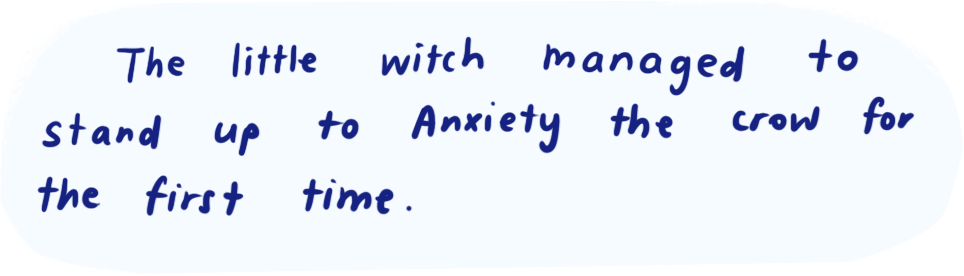 The little witch managed to
stand up to Anxiety the crow for
the first time.